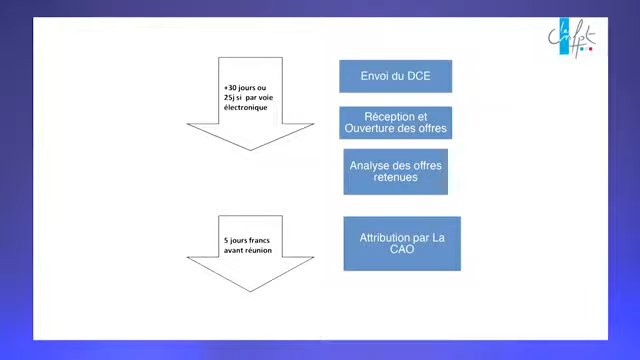 cnfpt
+30 jours ou
25j si par voie
électronique
Envoi du DCE
Réception et
Ouverture des offres
Analyse des offres
retenues
5 jours francs
avant réunion
Attribution par La
CAO